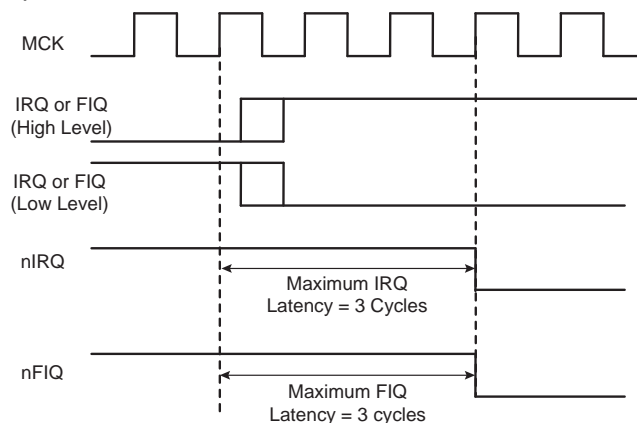 MCK
IRQ or FIQ
(High Level)
IRQ or FIQ
(Low Level)
nIRQ
Maximum IRQ
Latency = 3 Cycles
nFIQ
Maximum FIQ
Latency = 3 cycles